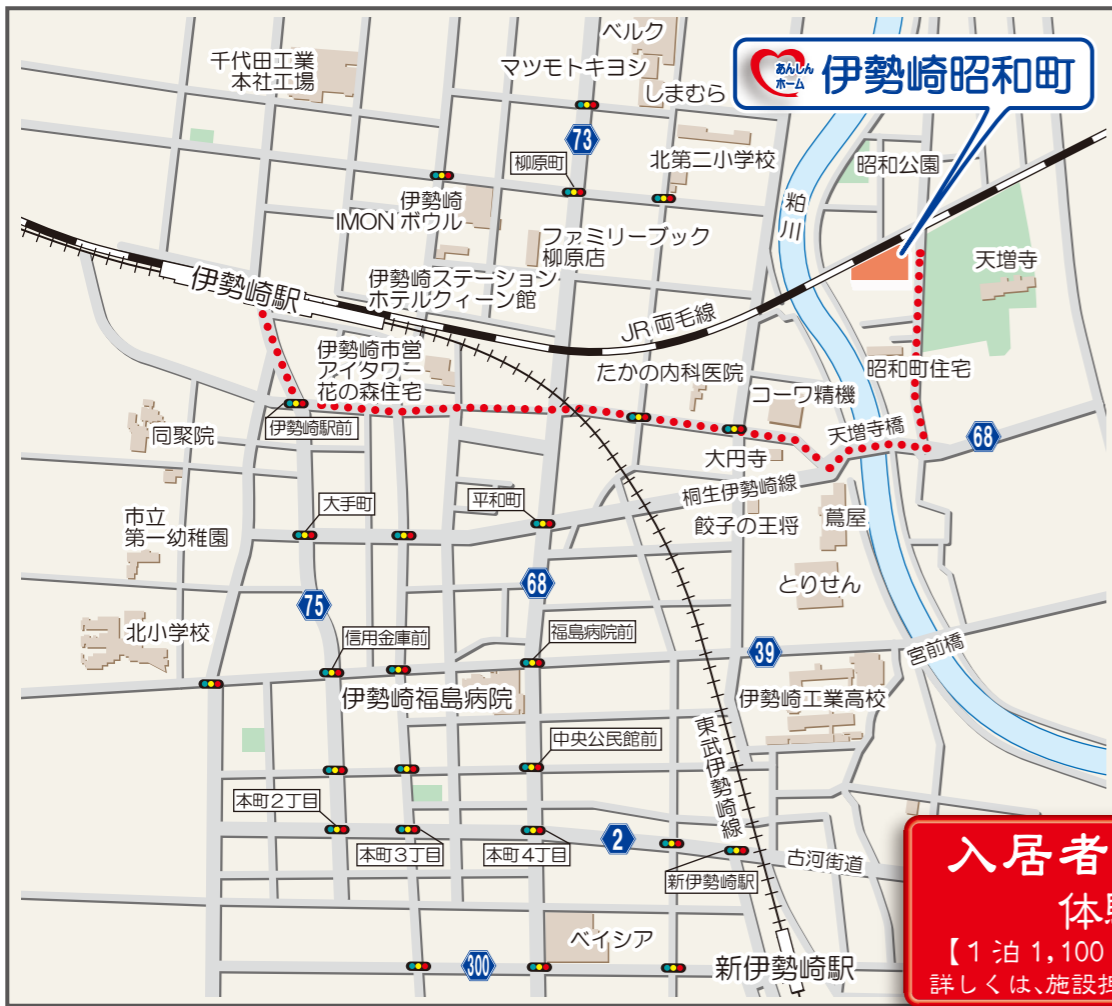 ベルク
千代田工業
本社工場
マツモトキヨシ
しまむら
あんしん
ホーム
伊勢崎昭和町
73
柳原町
北第二小学校
昭和公園
伊勢崎
IMONボウル
粕川
ファミリーブック
柳原店
天増寺
伊勢崎駅
伊勢崎ステーション
ホテルクィーン館
JR両毛線
伊勢崎市営
アイタワー
花の森住宅
たかの内科医院
昭和町住宅
コーワ精機
伊勢崎駅前
同聚院
天増寺橋
68
大円寺
桐生伊勢崎線
大手町
平和町
餃子の王将
蔦屋
市立
第一幼稚園
とりせん
75
68
北小学校
信用金庫前
福島病院前
39
宮前橋
伊勢崎福島病院
伊勢崎工業高校
東武伊勢崎線
中央公民館前
本町2丁目
本町3丁目
本町4丁目
2
新伊勢崎駅
古河街道
ベイシア
300
新伊勢崎駅
入居者
体験
【1泊1,100
詳しくは、施設担